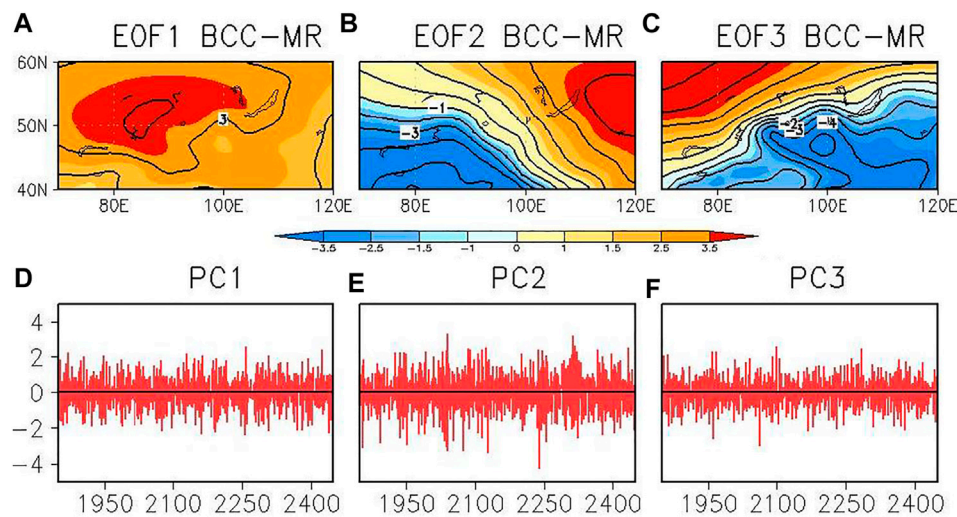 A EOF1 BCC-MR B EOF2 BCC-MR C EOF3 BCC-MR
60N
50N
40N
3
-1
-3
-2
-3
-4
80E 100E 120E 80E 100E 120E 80E 100E 120E
-3.5 -2.5 -1.5 -1 0 1 1.5 2.5 3.5
D PC1 E PC2 F PC3
4
2
0
-2
-4
1950 2100 2250 2400 1950 2100 2250 2400 1950 2100 2250 2400